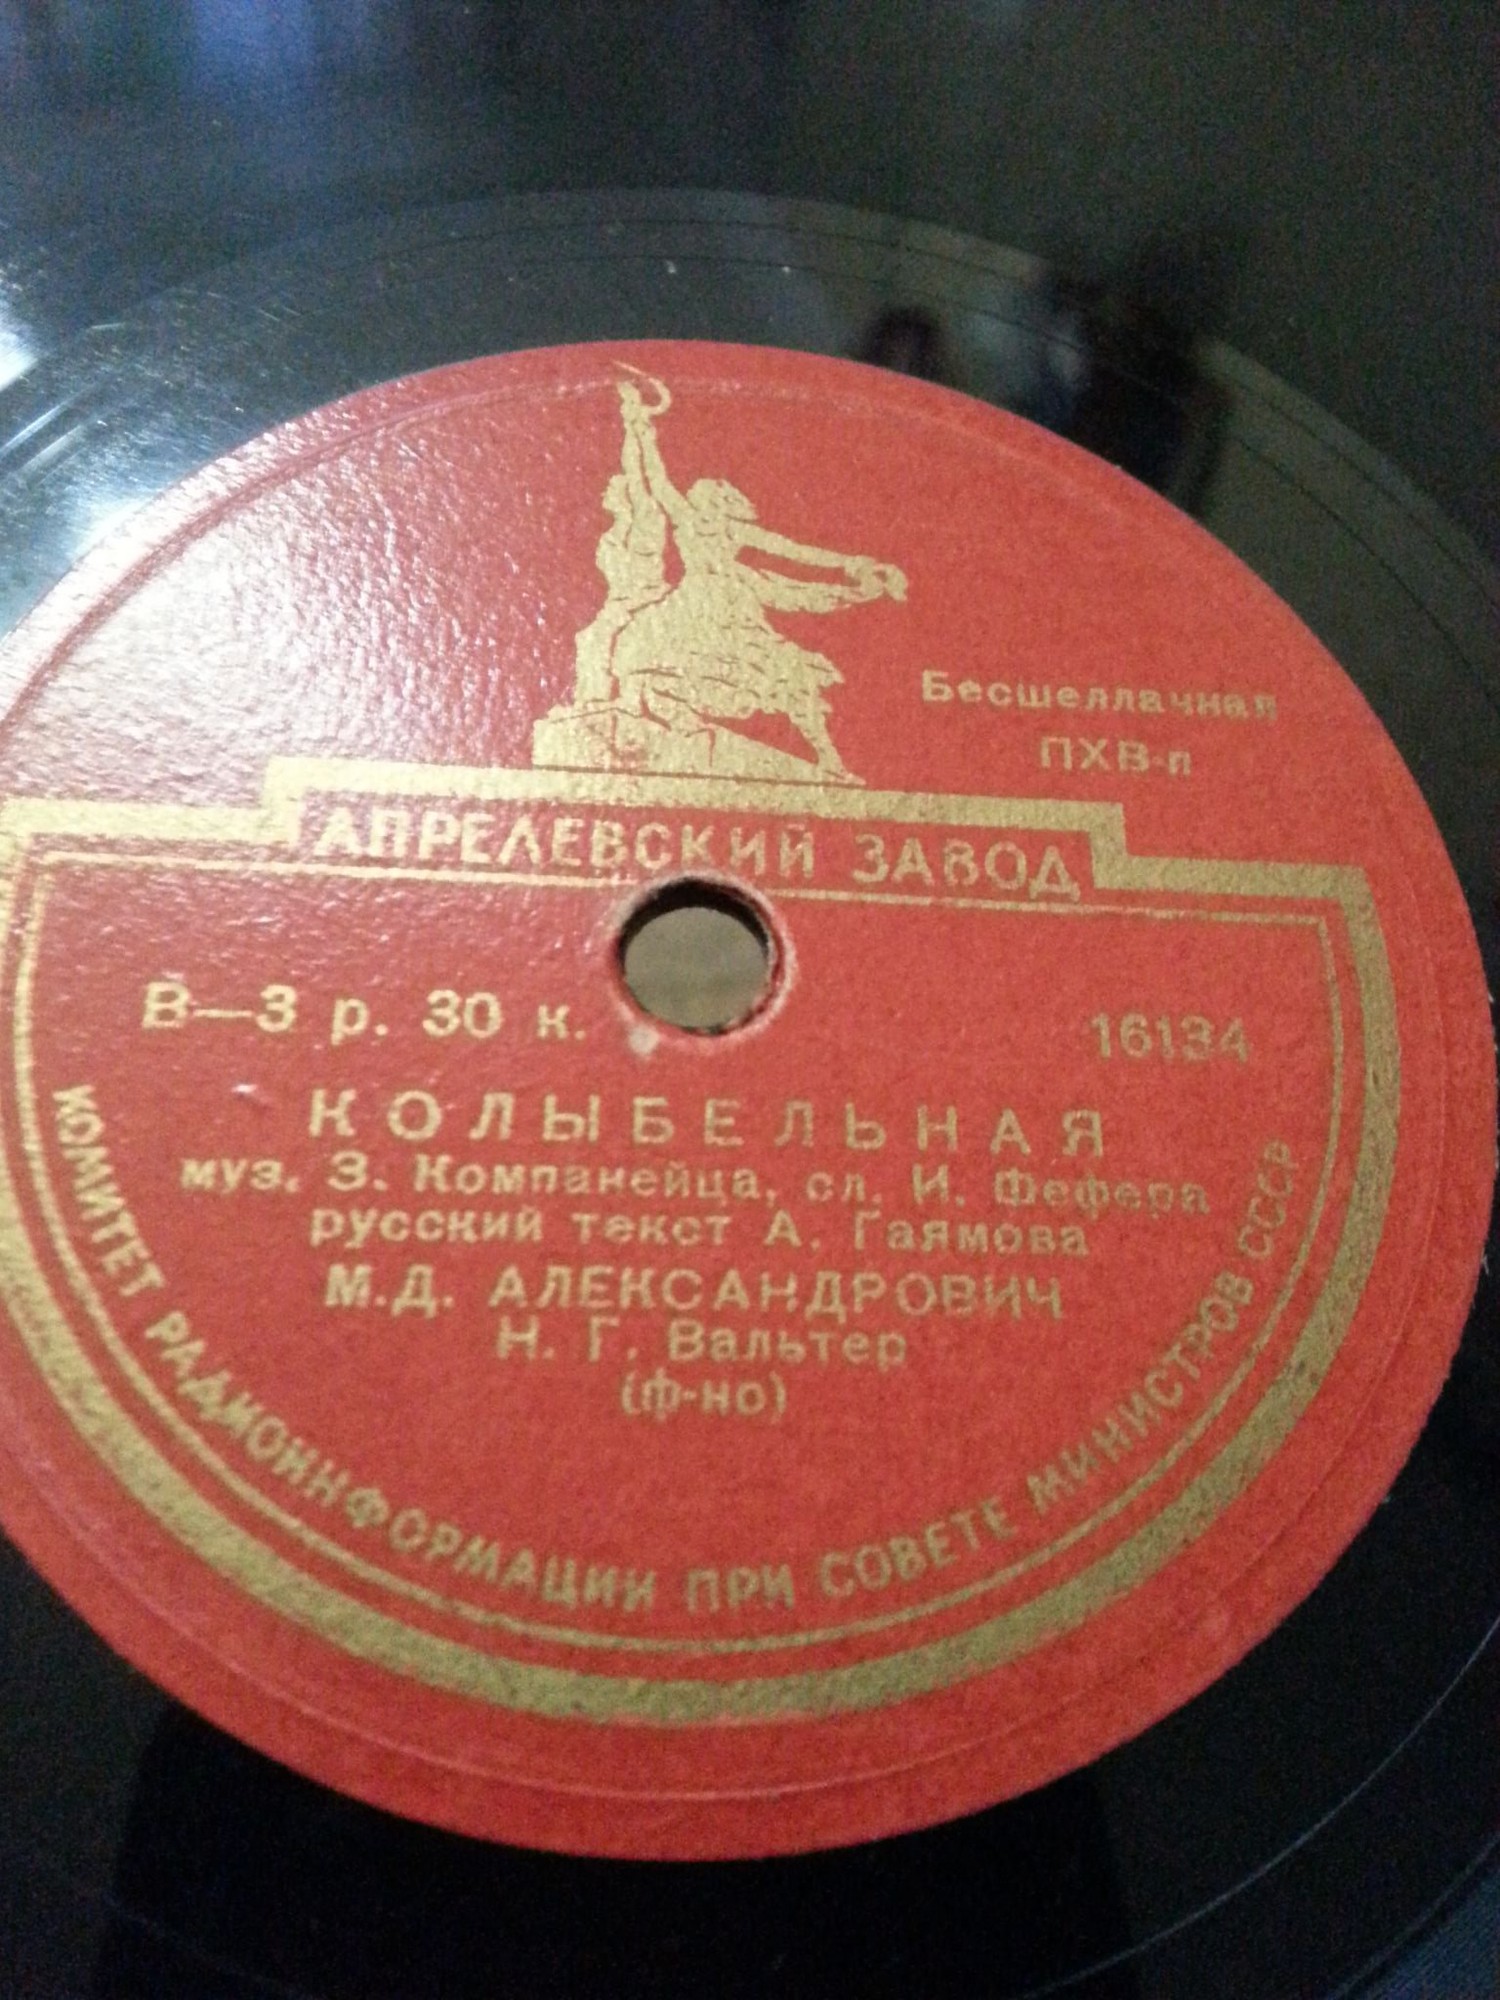 Бесшеллачная
ПХВ-п
АПРЕЛЕВСКИЙ ЗАВОД
В—3 р. 30 к.
16134
КОЛЫБЕЛЬНАЯ
муз. З. Компанейца, сл. И. Фефера
русский текст А. Гаямова
М.Д. АЛЕКСАНДРОВИЧ
Н. Г. Вальтер
(ф-но)
КОМИТЕТ РАДИОИНФОРМАЦИИ ПРИ СОВЕТЕ МИНИСТРОВ СССР